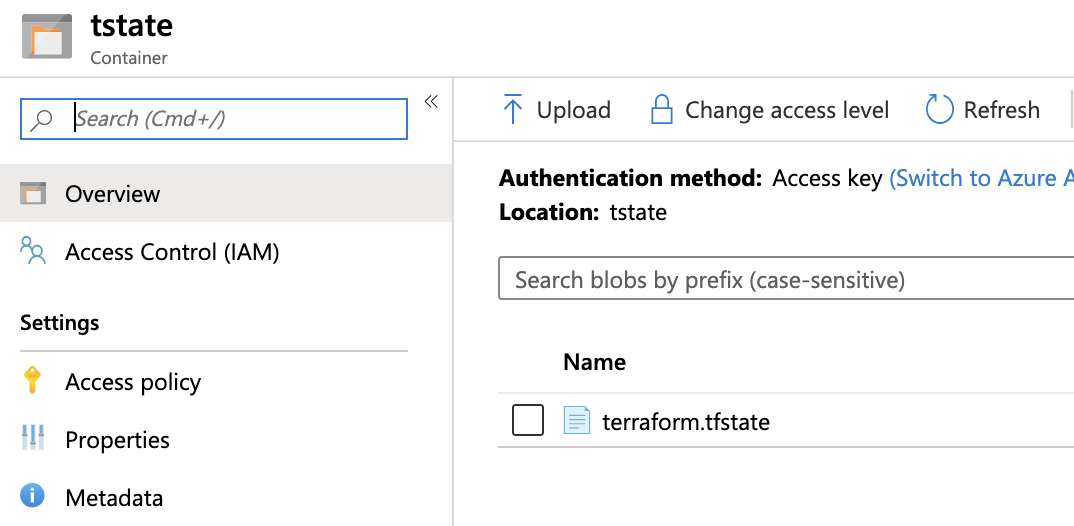 tstate
Container
Search (Cmd+/)
«
Overview
Access Control (IAM)
Settings
Access policy
Properties
Metadata
Upload
Change access level
Refresh
Authentication method: Access key (Switch to Azure A
Location: tstate
Search blobs by prefix (case-sensitive)
Name
terraform.tfstate